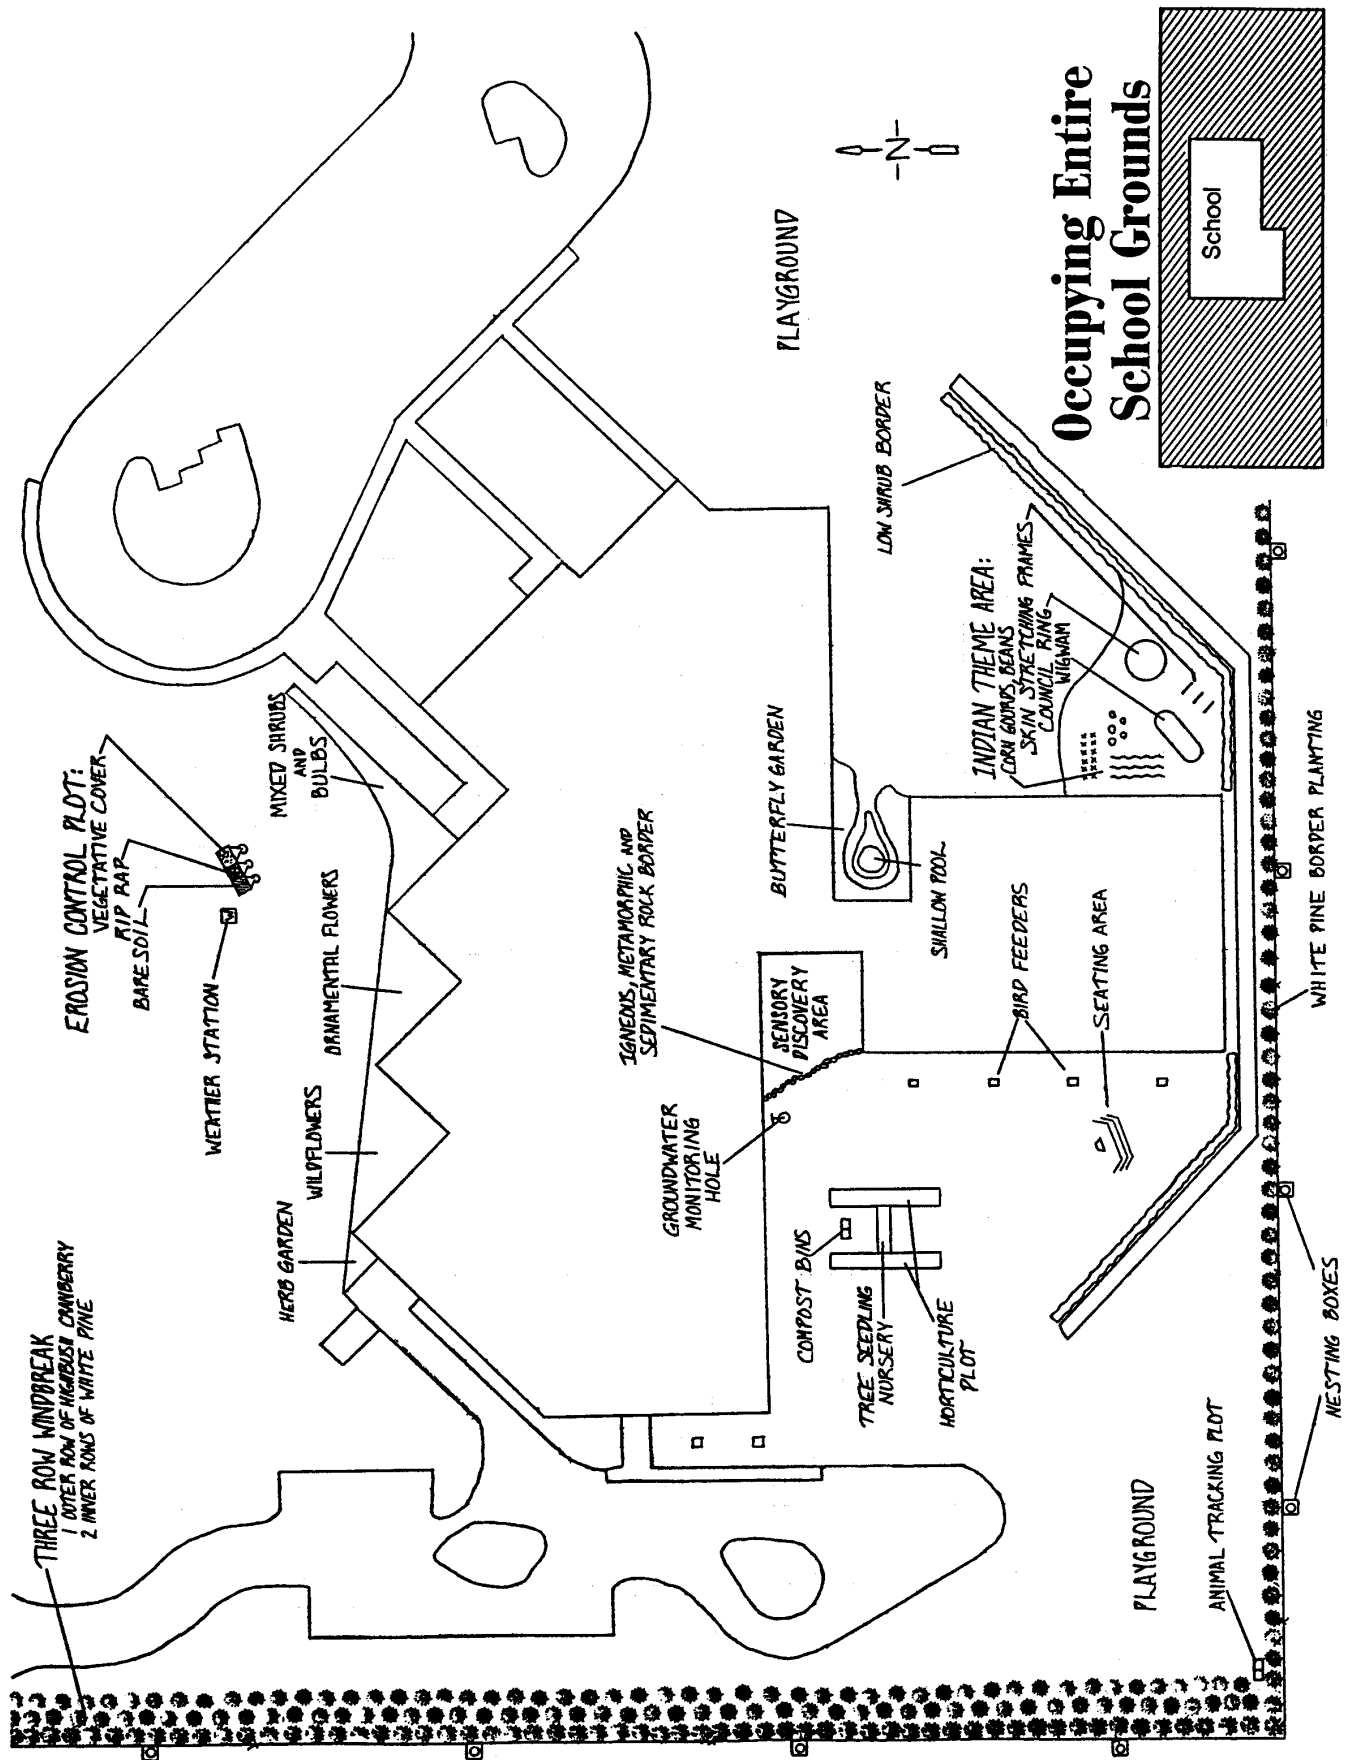 THREE ROW WINDBREAK
1 OUTER ROW OF HIGHBUSH CRANBERRY
2 INNER ROWS OF WHITE PINE
EROSION CONTROL PLOT:
VEGETATIVE COVER
RIP RAP
BARE SOIL
WEATHER STATION
MIXED SHRUBS
AND
BULBS
ORNAMENTAL FLOWERS
WILDFLOWERS
HERB GARDEN
IGNEOUS, METAMORPHIC AND
SEDIMENTARY ROCK BORDER
SENSORY
DISCOVERY
AREA
GROUNDWATER
MONITORING
HOLE
BUTTERFLY GARDEN
SHALLOW POOL
PLAYGROUND
N
LOW SHRUB BORDER
INDIAN THEME AREA:
CORN GOURDS, BEANS
SKIN STRETCHING FRAMES
COUNCIL RING
WIGWAM
BIRD FEEDERS
SEATING AREA
COMPOST BINS
TREE SEEDLING
NURSERY
HORTICULTURE
PLOT
PLAYGROUND
ANIMAL TRACKING PLOT
NESTING BOXES
WHITE PINE BORDER PLANTING
Occupying Entire
School Grounds
School